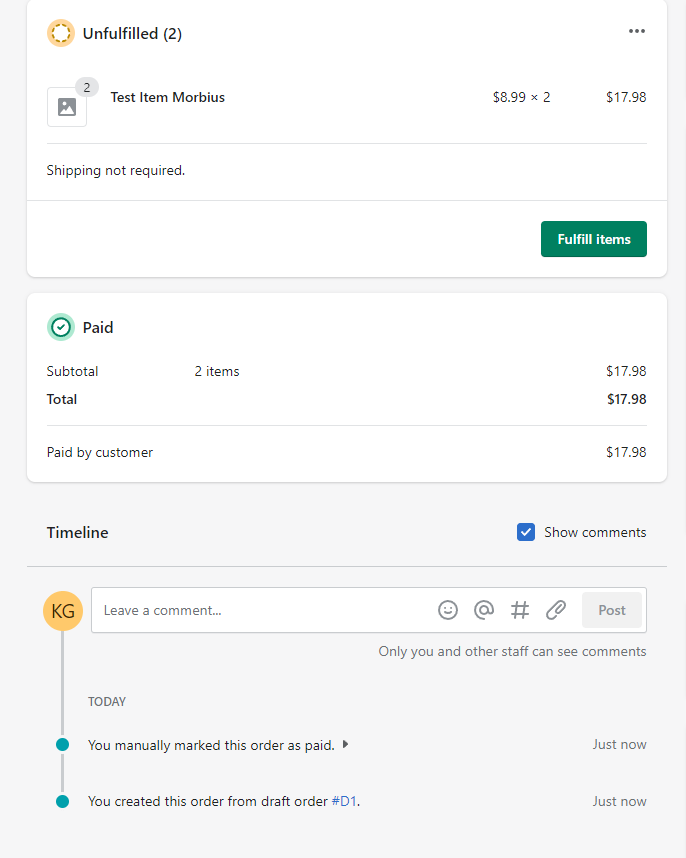 Unfulfilled (2)
2
Test Item Morbius $8.99 × 2 $17.98
Shipping not required.
Fulfill items
Paid
Subtotal 2 items $17.98
Total $17.98
Paid by customer $17.98
Timeline Show comments
KG Leave a comment... Post
Only you and other staff can see comments
TODAY
You manually marked this order as paid. Just now
You created this order from draft order #D1. Just now